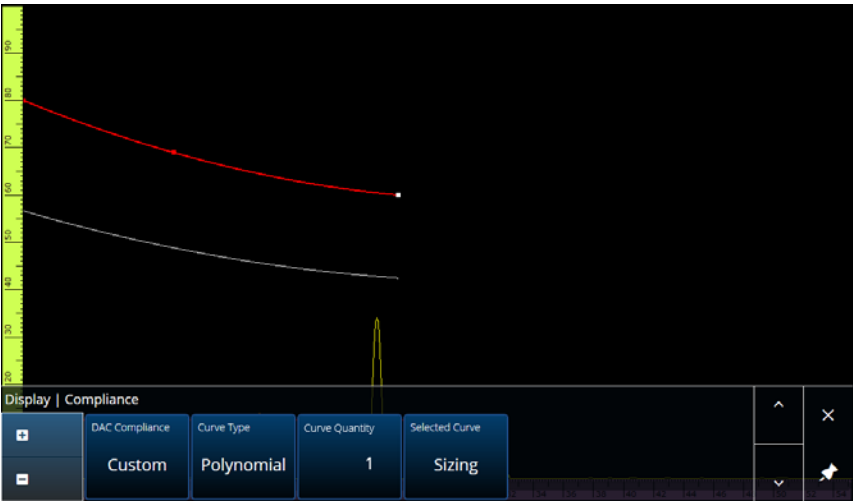 90
80
70
60
50
40
30
20
Display | Compliance
DAC Compliance
Custom
Curve Type
Polynomial
Curve Quantity
1
Selected Curve
Sizing